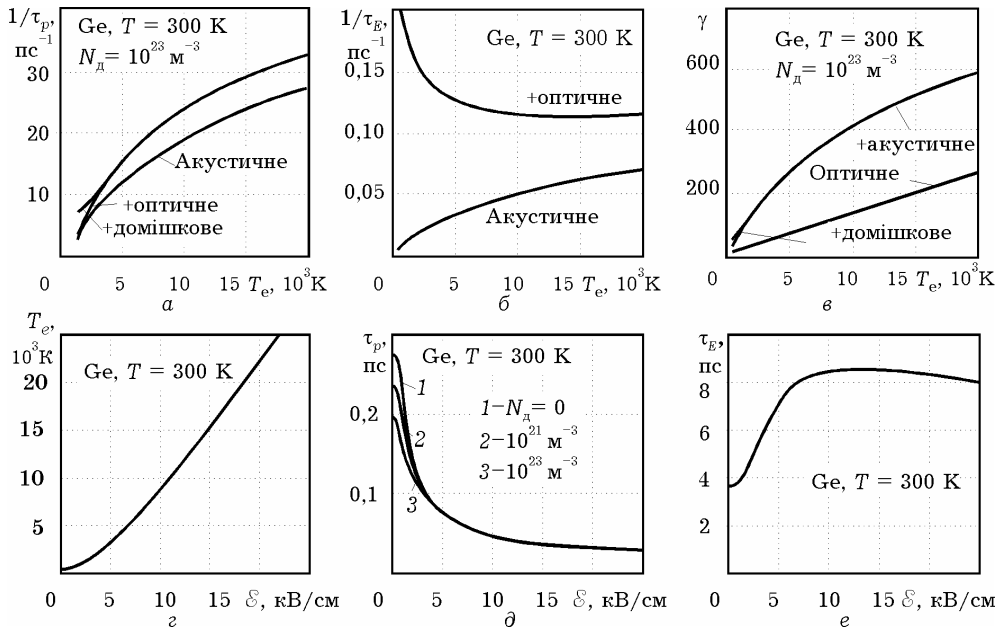 1/τp, пс⁻¹
Ge, T = 300 K
Nд = 10²³ м⁻³
30
20
10
Акустичне
+оптичне
+домішкове
0 5 10 15 Te, 10³K
а
1/τE, пс⁻¹
Ge, T = 300 K
0,15
0,10
0,05
+оптичне
Акустичне
0 5 10 15 Te, 10³K
б
γ
Ge, T = 300 K
Nд = 10²³ м⁻³
600
400
200
+акустичне
Оптичне
+домішкове
0 5 10 15 Te, 10³K
в
Te, 10³K
Ge, T = 300 K
20
15
10
5
0 5 10 15 ℰ, кВ/см
г
τp, пс
Ge, T = 300 K
0,2
0,1
1
2
3
1–Nд = 0
2–10²¹ м⁻³
3–10²³ м⁻³
0 5 10 15 ℰ, кВ/см
д
τE, пс
8
6
4
2
Ge, T = 300 K
0 5 10 15 ℰ, кВ/см
е